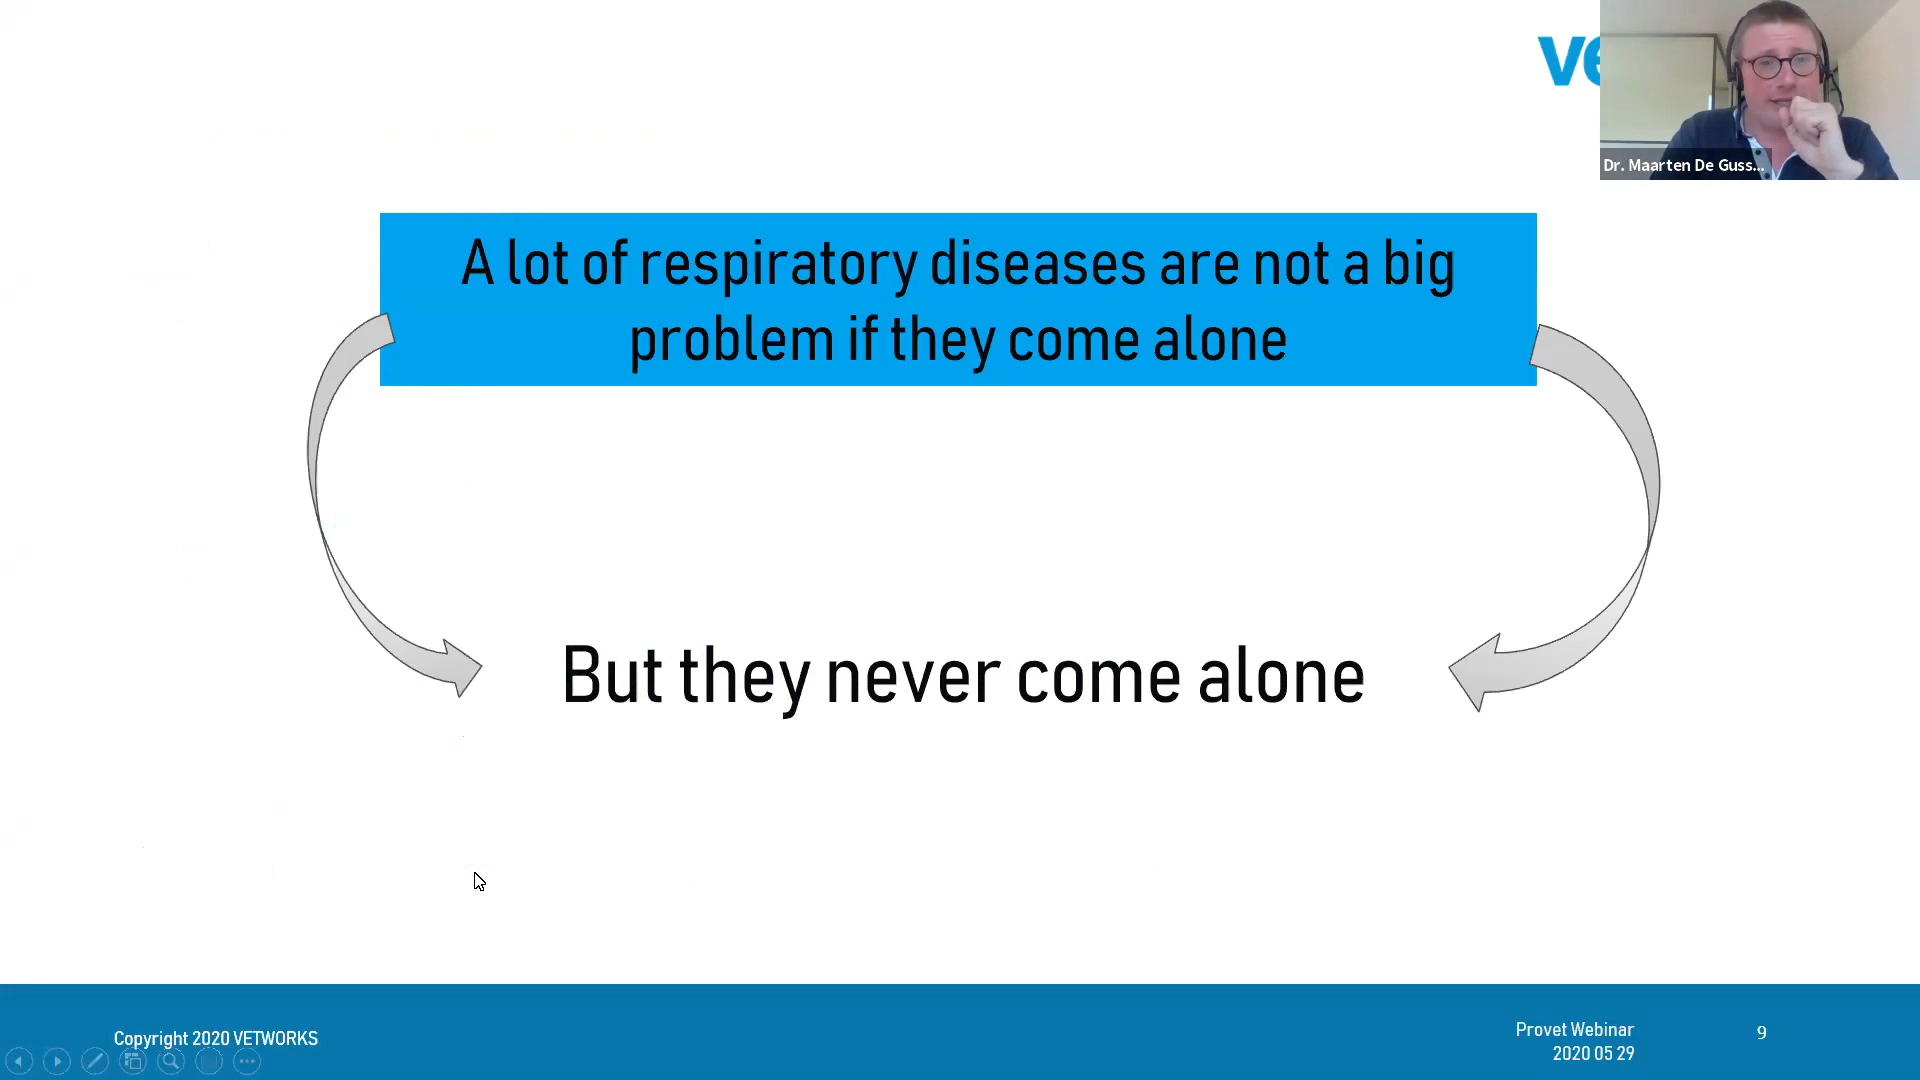 Dr. Maarten De Guss...
A lot of respiratory diseases are not a big
problem if they come alone
But they never come alone
Copyright 2020 VETWORKS
Provet Webinar
2020 05 29
9